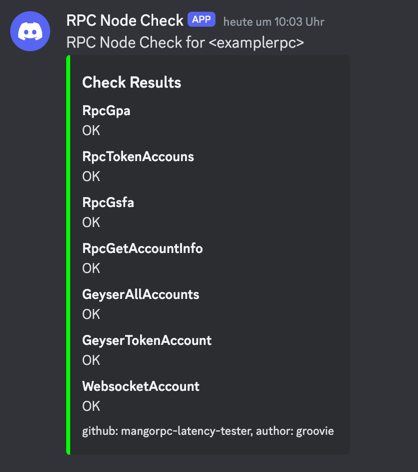 RPC Node Check APP heute um 10:03 Uhr
RPC Node Check for <examplerpc>
Check Results
RpcGpa
OK
RpcTokenAccouns
OK
RpcGsfa
OK
RpcGetAccountInfo
OK
GeyserAllAccounts
OK
GeyserTokenAccount
OK
WebsocketAccount
OK
github: mangorpc-latency-tester, author: groovie